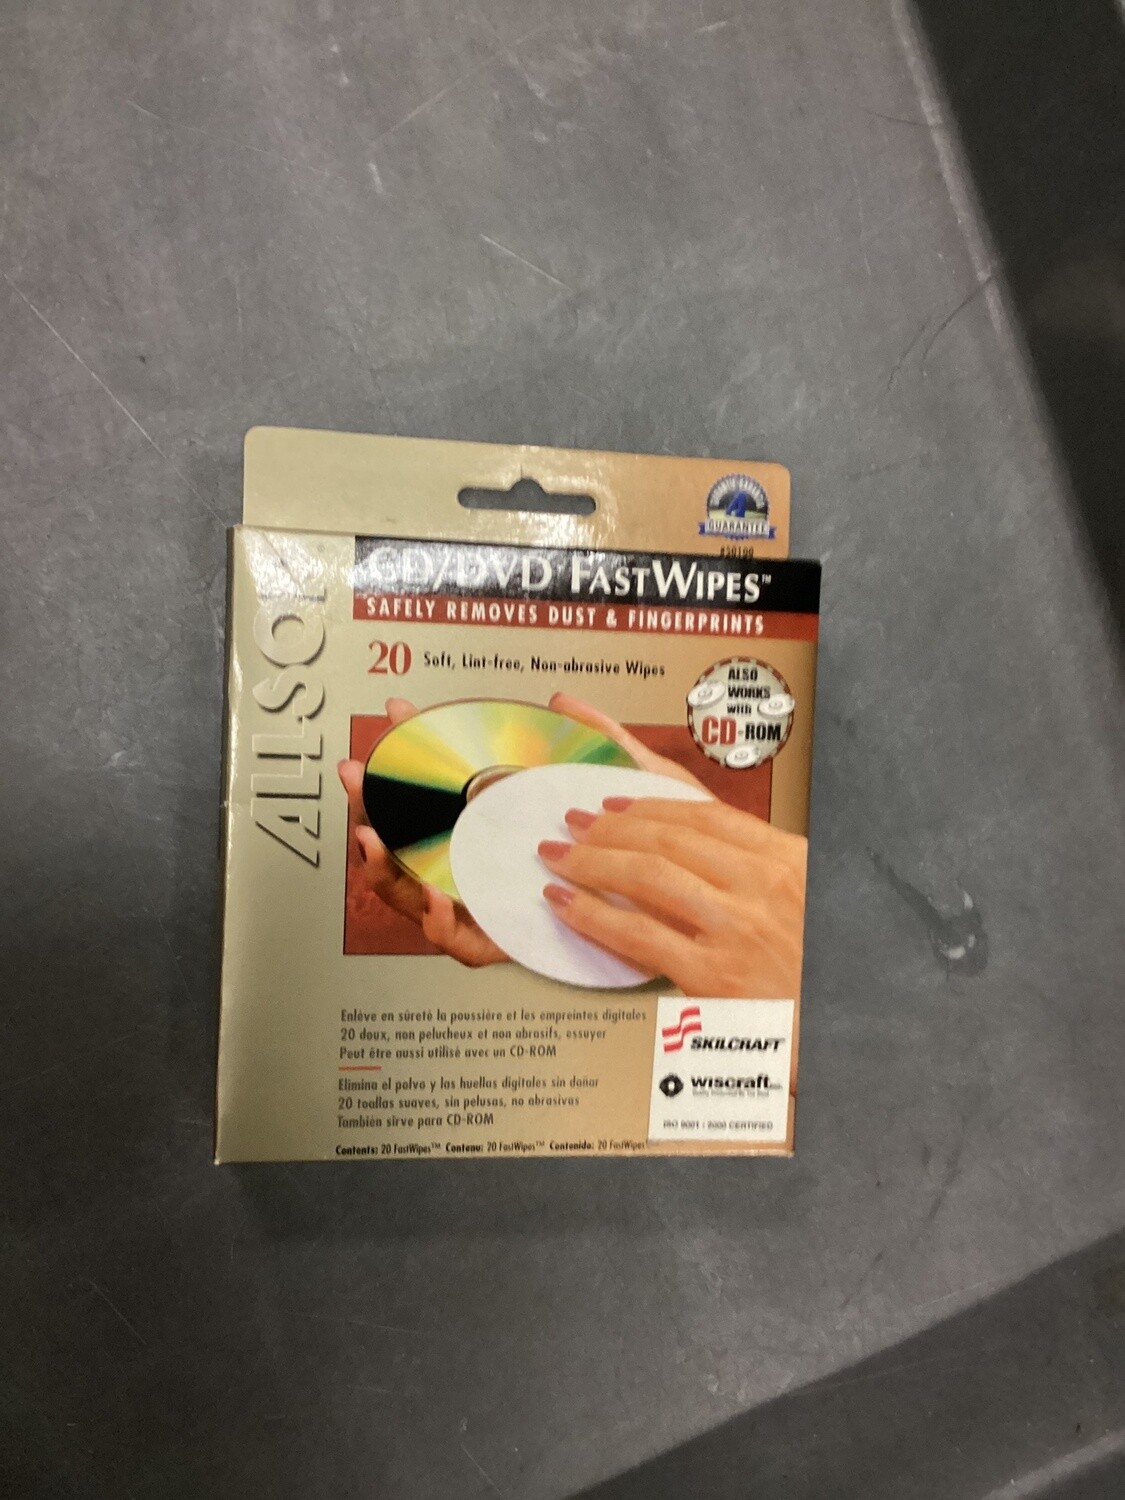 GUARANTEE
#50100
ALLSOP
CD/DVD FASTWIPES™
SAFELY REMOVES DUST & FINGERPRINTS
20 Soft, Lint-free, Non-abrasive Wipes
ALSO
WORKS
with
CD-ROM
Enlève en sûreté la poussière et les empreintes digitales
20 doux, non pelucheux et non abrasifs, essuyer
Peut être aussi utilisé avec un CD-ROM
Elimina el polvo y las huellas digitales sin dañar
20 toallas suaves, sin pelusas, no abrasivas
También sirve para CD-ROM
Contents: 20 FastWipes™ Contenu: 20 FastWipes™ Contenido: 20 FastWipes
SKILCRAFT
wiscraft
ISO 9001 : 2000 CERTIFIED